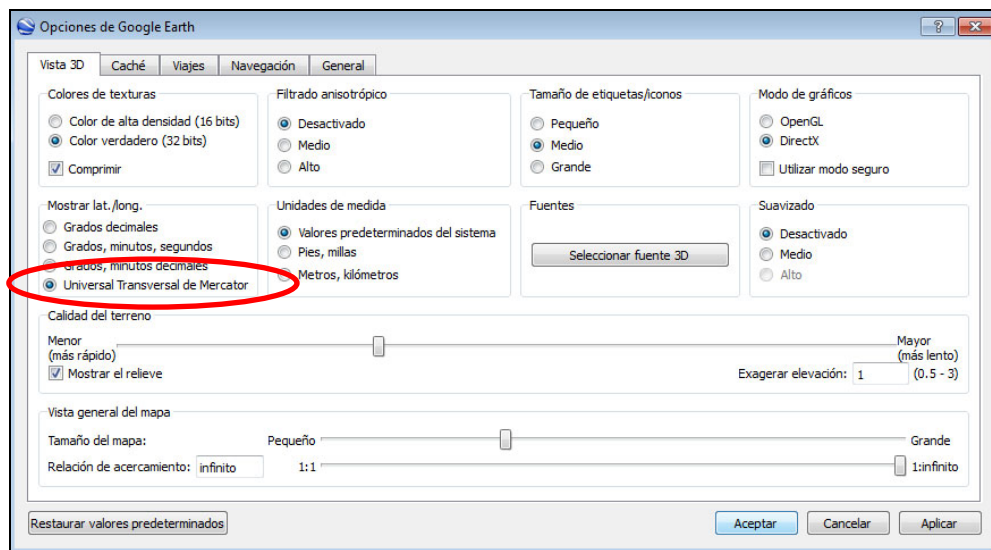 Opciones de Google Earth
Vista 3D Caché Viajes Navegación General
Colores de texturas
Color de alta densidad (16 bits)
Color verdadero (32 bits)
Comprimir
Filtrado anisotrópico
Desactivado
Medio
Alto
Tamaño de etiquetas/iconos
Pequeño
Medio
Grande
Modo de gráficos
OpenGL
DirectX
Utilizar modo seguro
Mostrar lat./long.
Grados decimales
Grados, minutos, segundos
Grados, minutos decimales
Universal Transversal de Mercator
Unidades de medida
Valores predeterminados del sistema
Pies, millas
Metros, kilómetros
Fuentes
Seleccionar fuente 3D
Suavizado
Desactivado
Medio
Alto
Calidad del terreno
Menor
(más rápido)
Mayor
(más lento)
Mostrar el relieve
Exagerar elevación: 1 (0.5 - 3)
Vista general del mapa
Tamaño del mapa: Pequeño Grande
Relación de acercamiento: infinito 1:1 1:infinito
Restaurar valores predeterminados Aceptar Cancelar Aplicar